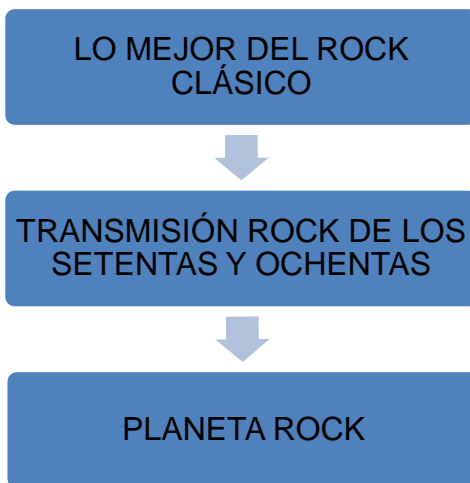 LO MEJOR DEL ROCK
CLÁSICO
TRANSMISIÓN ROCK DE LOS
SETENTAS Y OCHENTAS
PLANETA ROCK